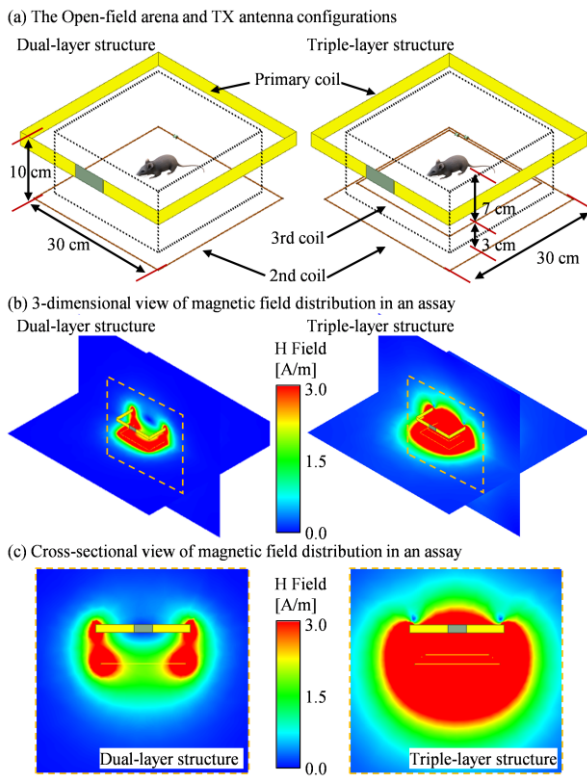 (a) The Open-field arena and TX antenna configurations
Dual-layer structure
Triple-layer structure
Primary coil
10 cm
7 cm
3rd coil
3 cm
30 cm
2nd coil
30 cm
(b) 3-dimensional view of magnetic field distribution in an assay
Dual-layer structure
Triple-layer structure
H Field
[A/m]
3.0
1.5
0.0
(c) Cross-sectional view of magnetic field distribution in an assay
H Field
[A/m]
3.0
1.5
0.0
Dual-layer structure
Triple-layer structure